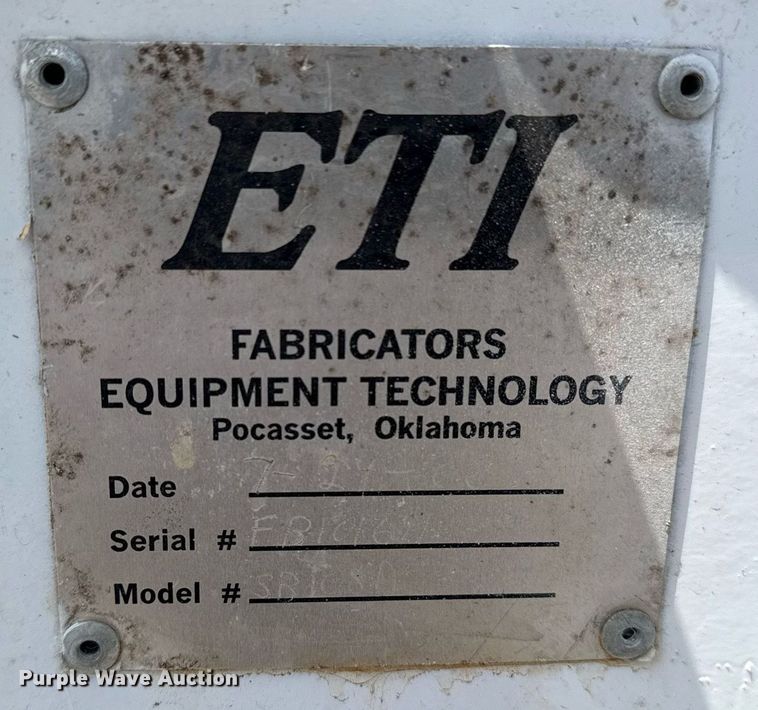 ETI
FABRICATORS
EQUIPMENT TECHNOLOGY
Pocasset, Oklahoma
Date
Serial #
Model #
Purple Wave Auction